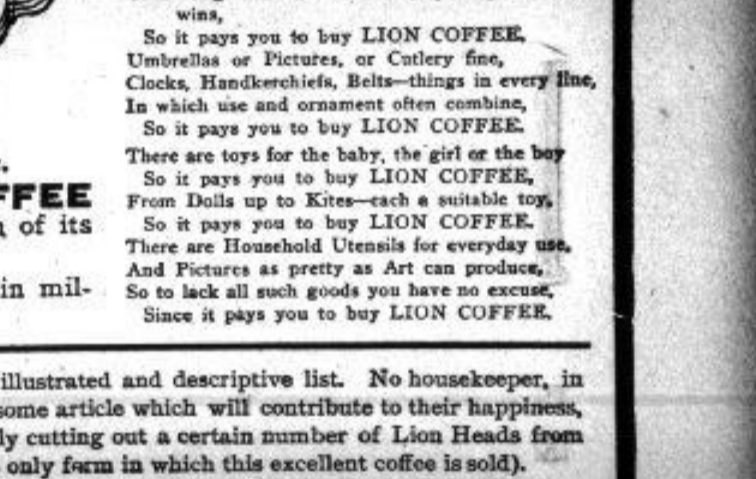 wins,
So it pays you to buy LION COFFEE,
Umbrellas or Pictures, or Cutlery fine,
Clocks, Handkerchiefs, Belts—things in every line,
In which use and ornament often combine,
So it pays you to buy LION COFFEE.
There are toys for the baby, the girl or the boy
So it pays you to buy LION COFFEE,
From Dolls up to Kites—each a suitable toy,
So it pays you to buy LION COFFEE.
There are Household Utensils for everyday use,
And Pictures as pretty as Art can produce,
So to lack all such goods you have no excuse,
Since it pays you to buy LION COFFEE.
FFEE
of its
in mil-
illustrated and descriptive list. No housekeeper, in
some article which will contribute to their happiness,
ly cutting out a certain number of Lion Heads from
only form in which this excellent coffee is sold).